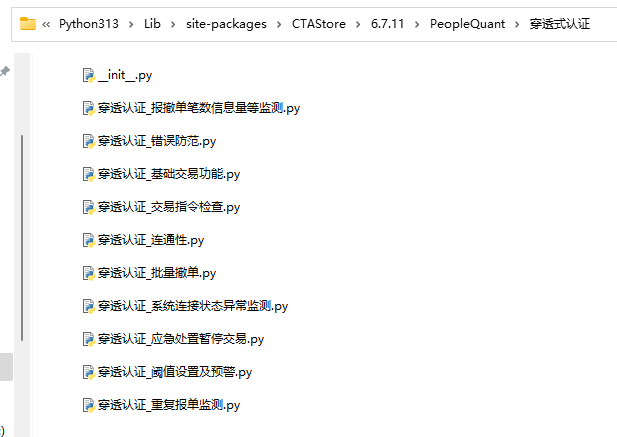 « Python313 > Lib > site-packages > CTAStore > 6.7.11 > PeopleQuant > 穿透式认证
__init__.py
穿透认证_报撤单笔数信息量等监测.py
穿透认证_错误防范.py
穿透认证_基础交易功能.py
穿透认证_交易指令检查.py
穿透认证_连通性.py
穿透认证_批量撤单.py
穿透认证_系统连接状态异常监测.py
穿透认证_应急处置暂停交易.py
穿透认证_阈值设置及预警.py
穿透认证_重复报单监测.py